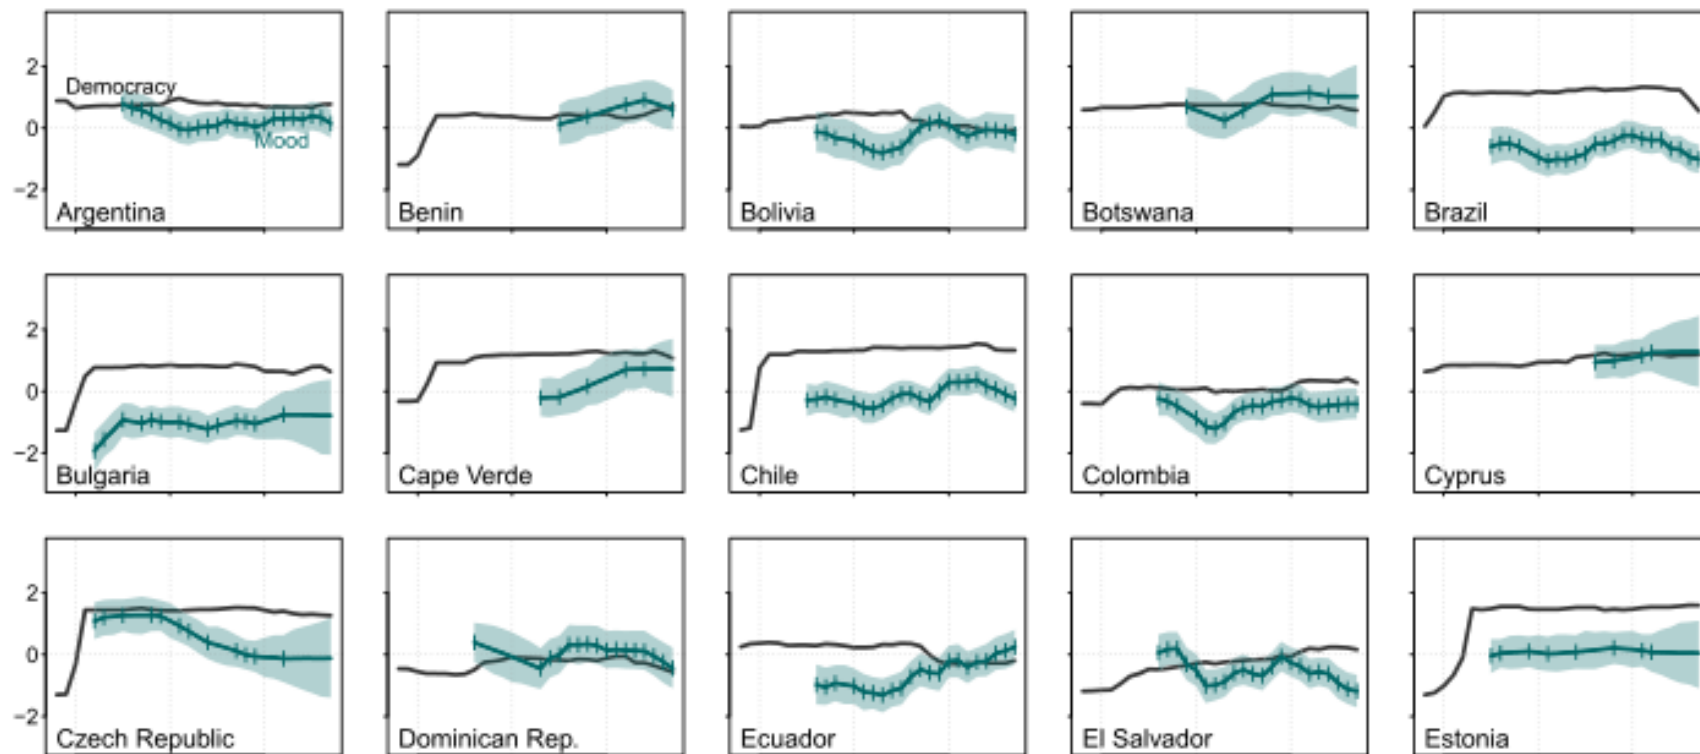 2
Democracy
0
Mood
−2
Argentina
Benin
Bolivia
Botswana
Brazil
2
0
−2
Bulgaria
Cape Verde
Chile
Colombia
Cyprus
2
0
−2
Czech Republic
Dominican Rep.
Ecuador
El Salvador
Estonia